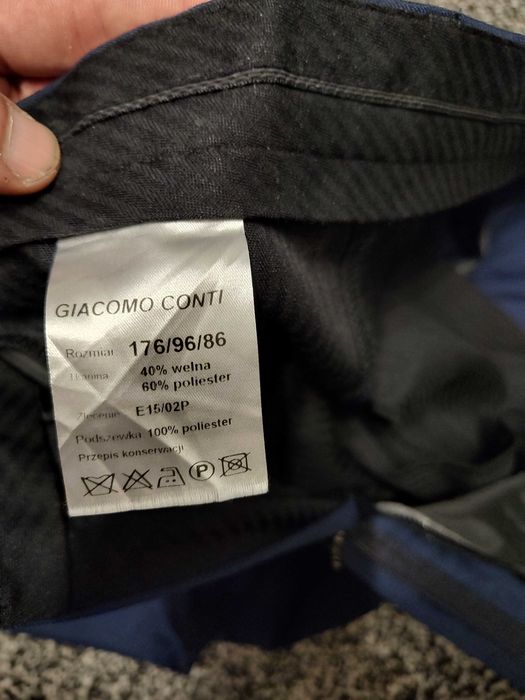 GIACOMO CONTI
Rozmiar 176/96/86
Tkanina 40% wełna
60% poliester
Zlecenie E15/02P
Podszewka 100% poliester
Przepis konserwacji
P